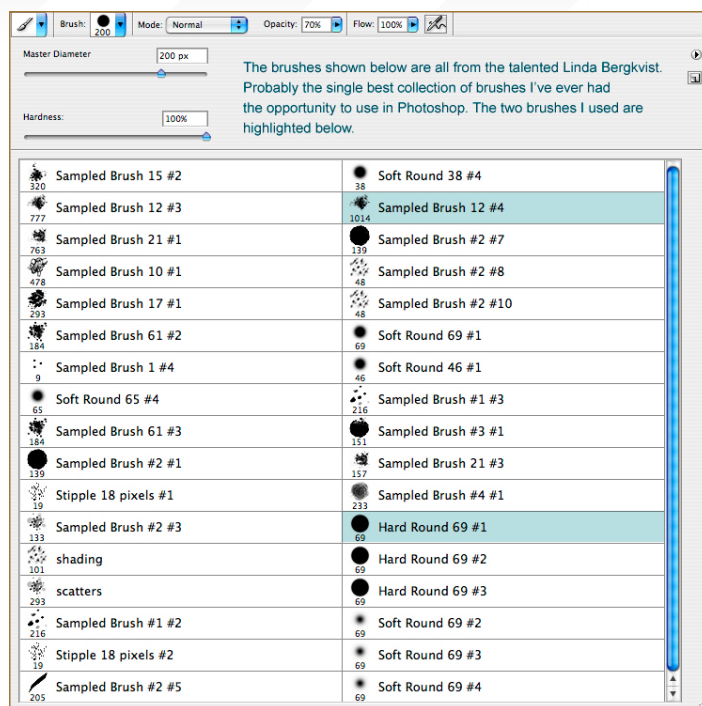 Brush: 200 Mode: Normal Opacity: 70% Flow: 100%
Master Diameter 200 px
Hardness: 100%
The brushes shown below are all from the talented Linda Bergkvist.
Probably the single best collection of brushes I've ever had
the opportunity to use in Photoshop. The two brushes I used are
highlighted below.
320 Sampled Brush 15 #2
777 Sampled Brush 12 #3
763 Sampled Brush 21 #1
478 Sampled Brush 10 #1
293 Sampled Brush 17 #1
184 Sampled Brush 61 #2
9 Sampled Brush 1 #4
65 Soft Round 65 #4
184 Sampled Brush 61 #3
139 Sampled Brush #2 #1
19 Stipple 18 pixels #1
133 Sampled Brush #2 #3
101 shading
293 scatters
216 Sampled Brush #1 #2
19 Stipple 18 pixels #2
205 Sampled Brush #2 #5
38 Soft Round 38 #4
1014 Sampled Brush 12 #4
139 Sampled Brush #2 #7
48 Sampled Brush #2 #8
48 Sampled Brush #2 #10
69 Soft Round 69 #1
46 Soft Round 46 #1
216 Sampled Brush #1 #3
151 Sampled Brush #3 #1
157 Sampled Brush 21 #3
233 Sampled Brush #4 #1
69 Hard Round 69 #1
69 Hard Round 69 #2
69 Hard Round 69 #3
69 Soft Round 69 #2
69 Soft Round 69 #3
69 Soft Round 69 #4